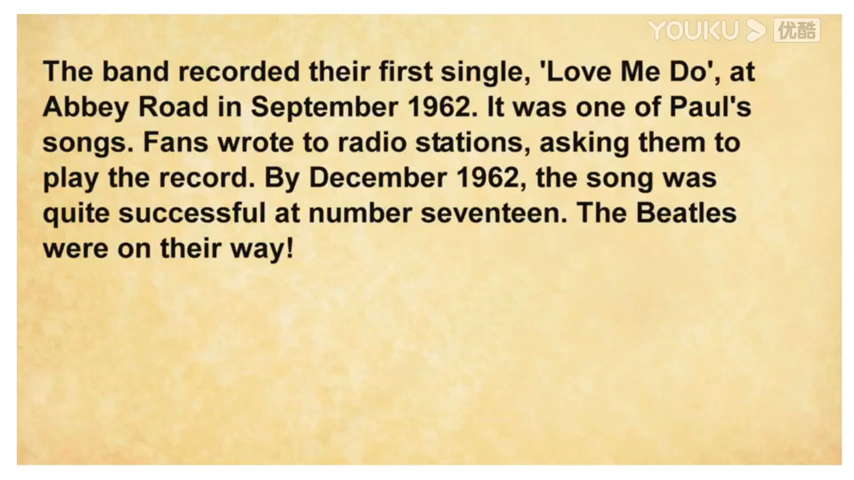 YOUKU 优酷
The band recorded their first single, 'Love Me Do', at
Abbey Road in September 1962. It was one of Paul's
songs. Fans wrote to radio stations, asking them to
play the record. By December 1962, the song was
quite successful at number seventeen. The Beatles
were on their way!